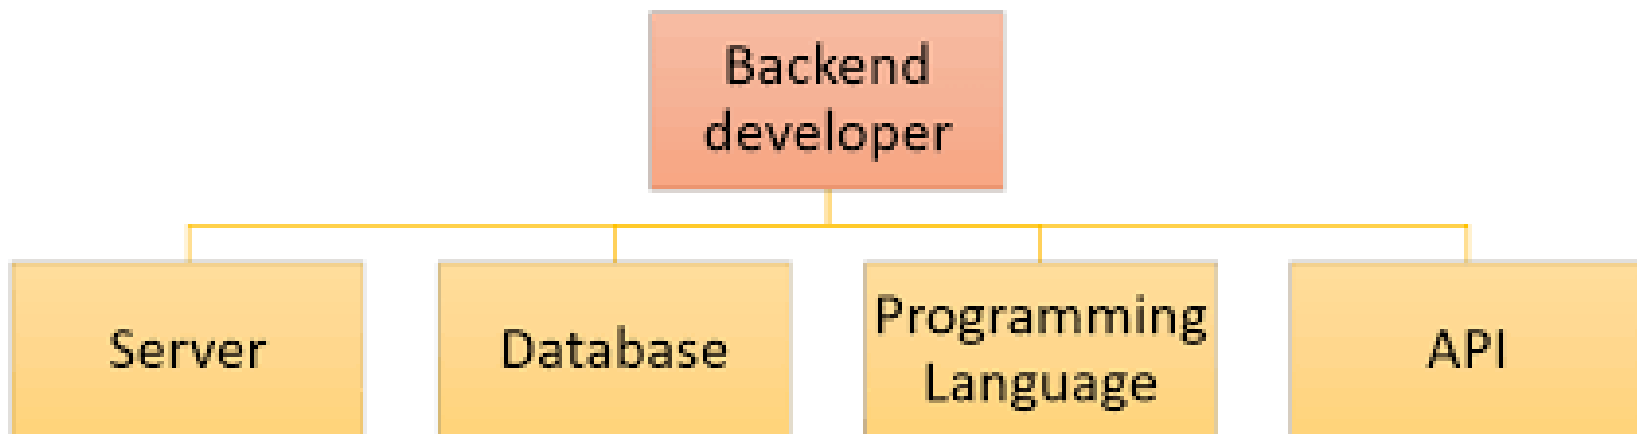 Backend
developer
Server
Database
Programming
Language
API